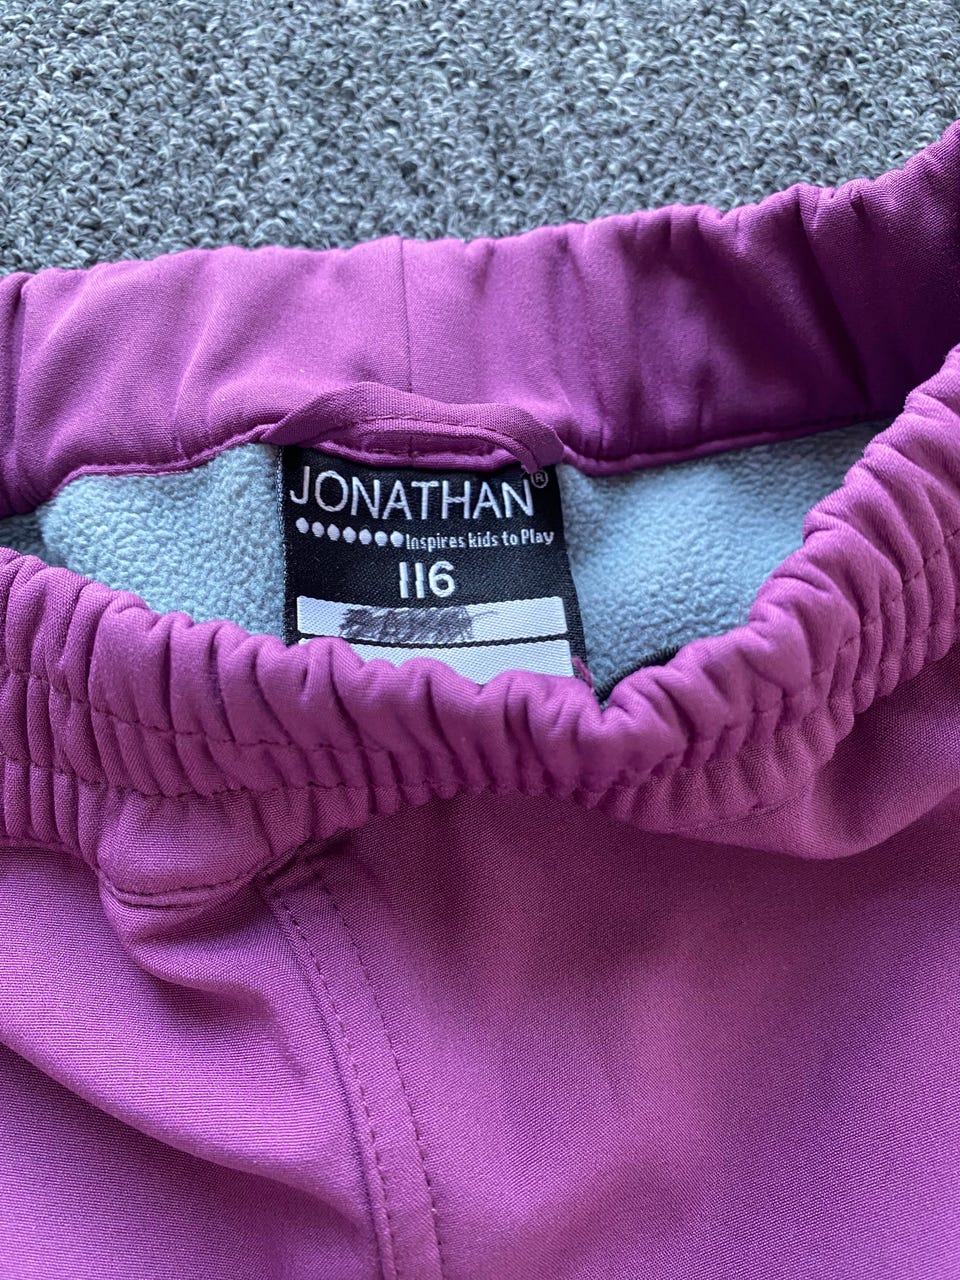 JONATHAN®
Inspires kids to Play
116